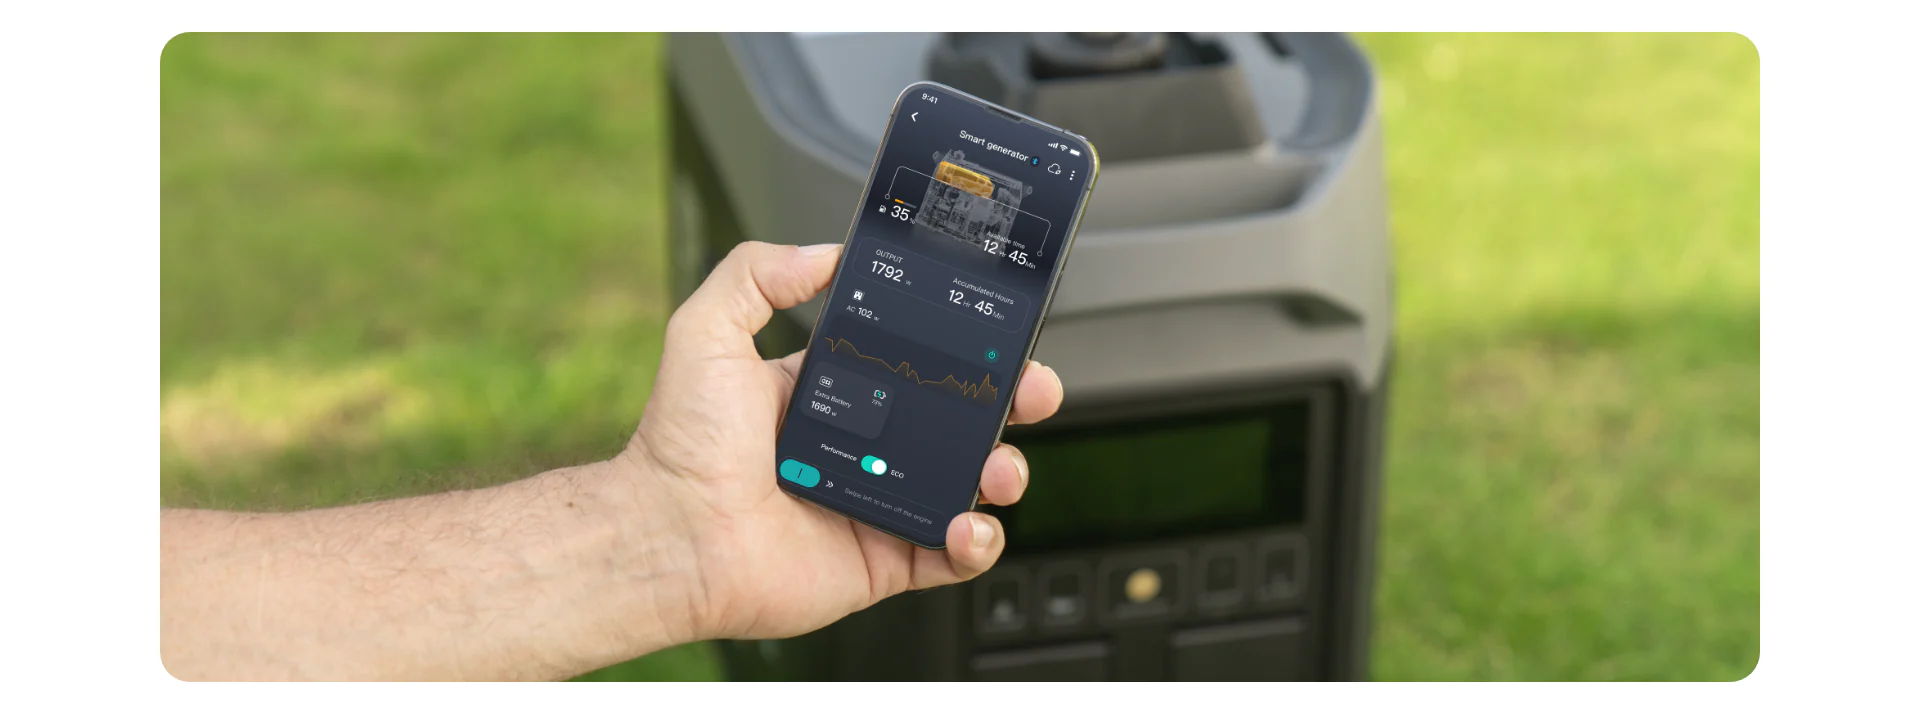 9:41
Smart generator
35 %
Available time
12 Hr 45 Min
OUTPUT
1792 w
Accumulated Hours
12 Hr 45 Min
AC 102 w
Extra Battery
1690 w
73%
Performance
ECO
Swipe left to turn off the engine